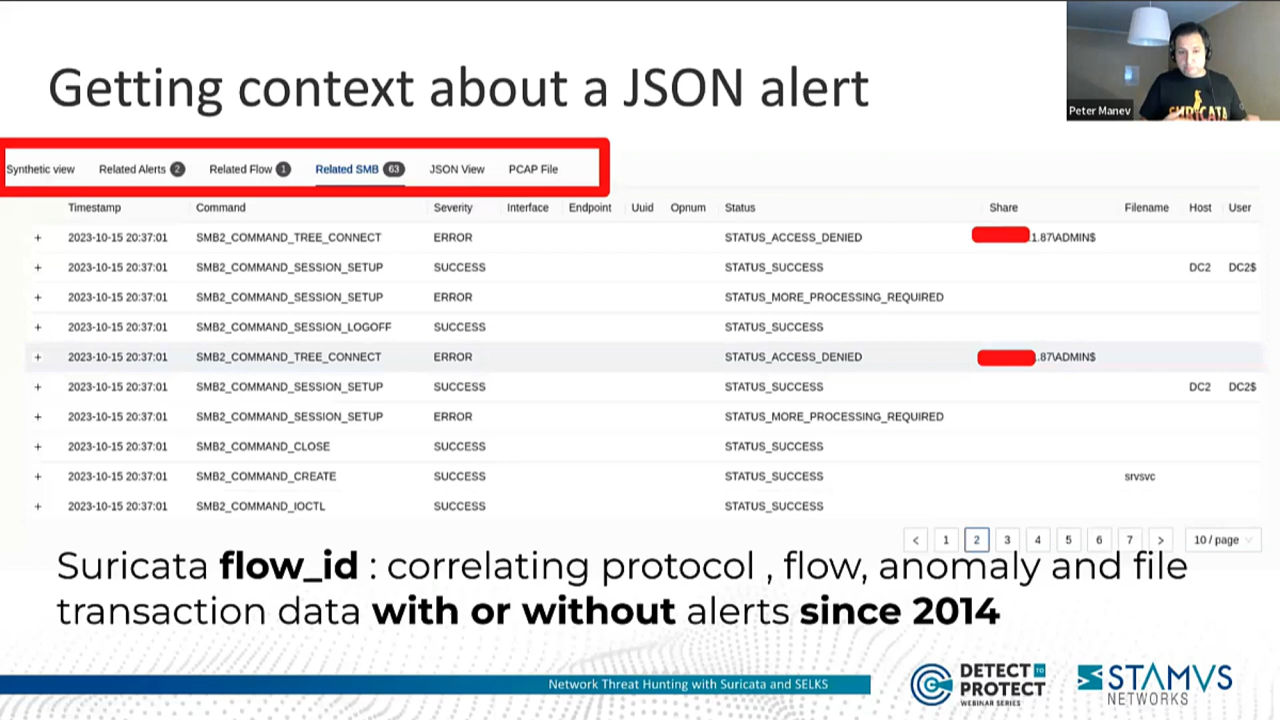 Getting context about a JSON alert
Peter Manev
SURICATA
Synthetic view Related Alerts 2 Related Flow 1 Related SMB 63 JSON View PCAP File
Timestamp Command Severity Interface Endpoint Uuid Opnum Status Share Filename Host User
+ 2023-10-15 20:37:01 SMB2_COMMAND_TREE_CONNECT ERROR STATUS_ACCESS_DENIED 1.87\ADMIN$
+ 2023-10-15 20:37:01 SMB2_COMMAND_SESSION_SETUP SUCCESS STATUS_SUCCESS DC2 DC2$
+ 2023-10-15 20:37:01 SMB2_COMMAND_SESSION_SETUP ERROR STATUS_MORE_PROCESSING_REQUIRED
+ 2023-10-15 20:37:01 SMB2_COMMAND_SESSION_LOGOFF SUCCESS STATUS_SUCCESS
+ 2023-10-15 20:37:01 SMB2_COMMAND_TREE_CONNECT ERROR STATUS_ACCESS_DENIED .87\ADMIN$
+ 2023-10-15 20:37:01 SMB2_COMMAND_SESSION_SETUP SUCCESS STATUS_SUCCESS DC2 DC2$
+ 2023-10-15 20:37:01 SMB2_COMMAND_SESSION_SETUP ERROR STATUS_MORE_PROCESSING_REQUIRED
+ 2023-10-15 20:37:01 SMB2_COMMAND_CLOSE SUCCESS STATUS_SUCCESS
+ 2023-10-15 20:37:01 SMB2_COMMAND_CREATE SUCCESS STATUS_SUCCESS srvsvc
+ 2023-10-15 20:37:01 SMB2_COMMAND_IOCTL SUCCESS STATUS_SUCCESS
< 1 2 3 4 5 6 7 > 10 / page
Suricata flow_id : correlating protocol , flow, anomaly and file
transaction data with or without alerts since 2014
Network Threat Hunting with Suricata and SELKS
DETECT TO
PROTECT
WEBINAR SERIES
STAMVS
NETWORKS